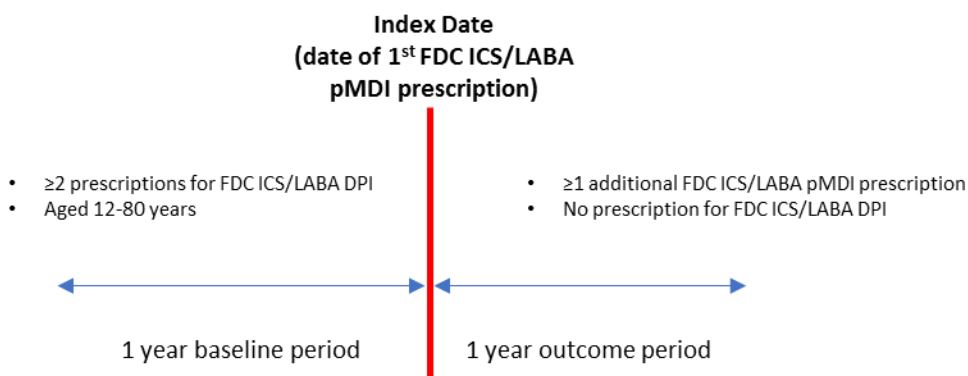 Index Date
(date of 1st FDC ICS/LABA
pMDI prescription)
• ≥2 prescriptions for FDC ICS/LABA DPI
• Aged 12-80 years
• ≥1 additional FDC ICS/LABA pMDI prescription
• No prescription for FDC ICS/LABA DPI
1 year baseline period
1 year outcome period